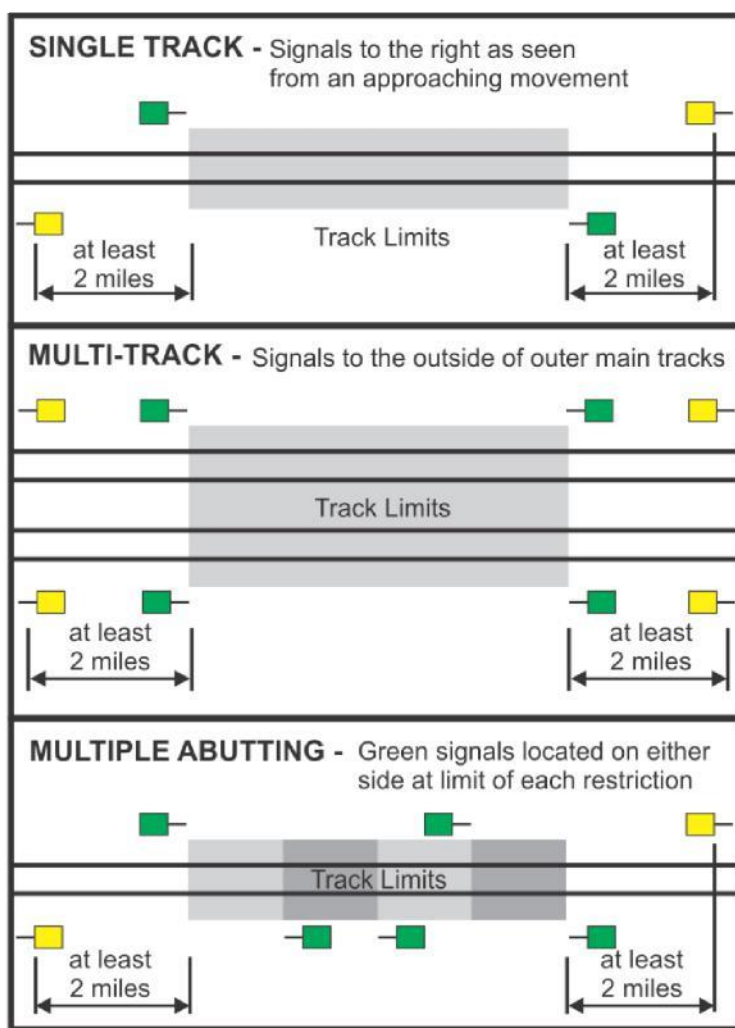 SINGLE TRACK - Signals to the right as seen
from an approaching movement
Track Limits
at least
2 miles
at least
2 miles
MULTI-TRACK - Signals to the outside of outer main tracks
Track Limits
at least
2 miles
at least
2 miles
MULTIPLE ABUTTING - Green signals located on either
side at limit of each restriction
Track Limits
at least
2 miles
at least
2 miles